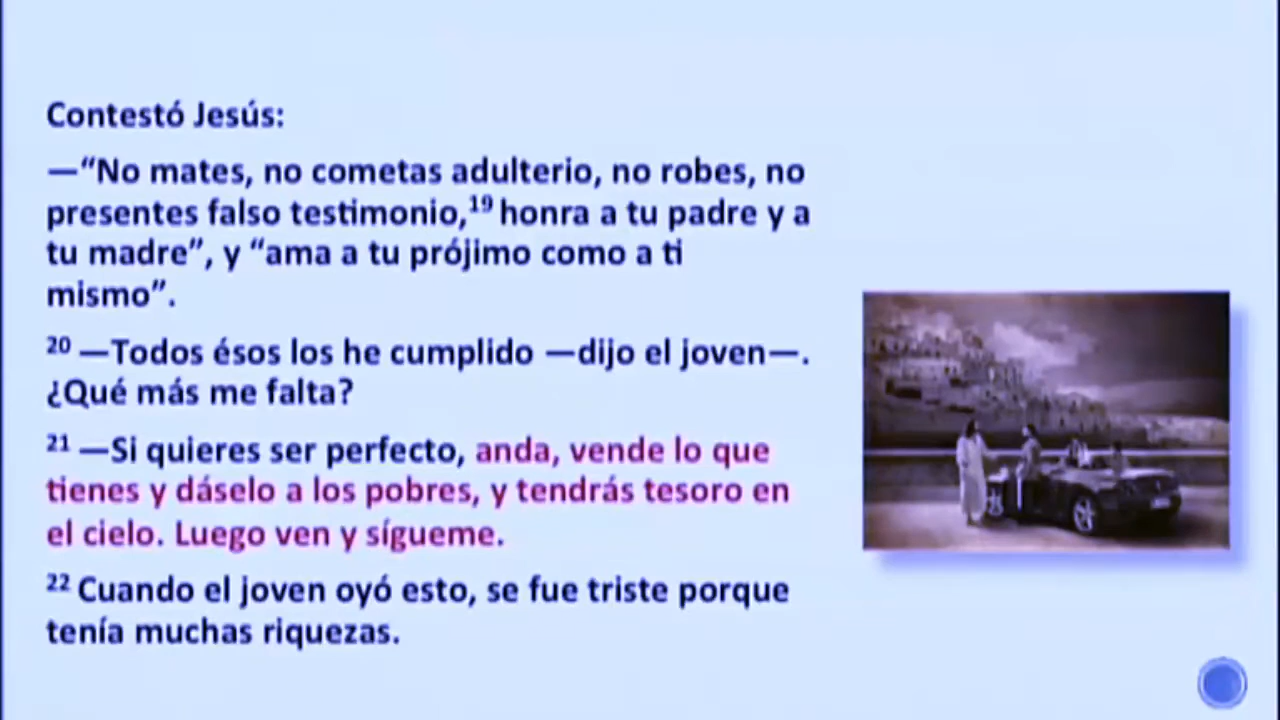 Contestó Jesús:
—“No mates, no cometas adulterio, no robes, no
presentes falso testimonio,19 honra a tu padre y a
tu madre”, y “ama a tu prójimo como a ti
mismo”.
20 —Todos ésos los he cumplido —dijo el joven—.
¿Qué más me falta?
21 —Si quieres ser perfecto, anda, vende lo que
tienes y dáselo a los pobres, y tendrás tesoro en
el cielo. Luego ven y sígueme.
22 Cuando el joven oyó esto, se fue triste porque
tenía muchas riquezas.